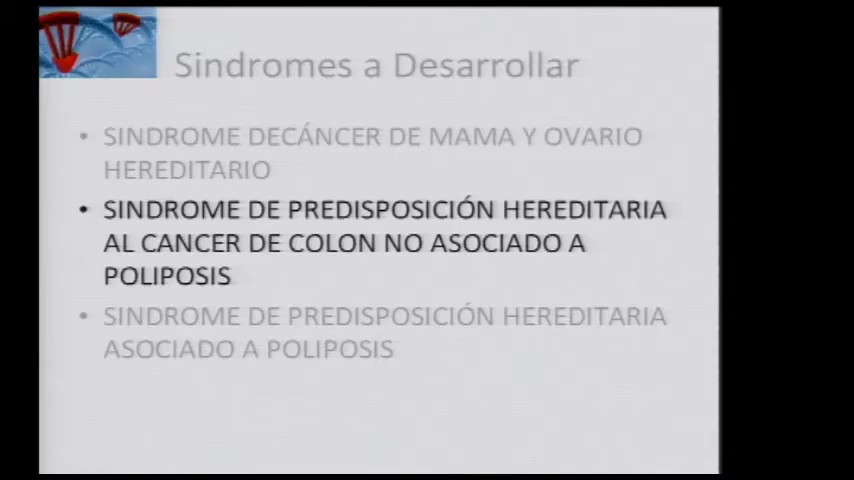 Sindromes a Desarrollar
• SINDROME DECÁNCER DE MAMA Y OVARIO
HEREDITARIO
• SINDROME DE PREDISPOSICIÓN HEREDITARIA
AL CANCER DE COLON NO ASOCIADO A
POLIPOSIS
• SINDROME DE PREDISPOSICIÓN HEREDITARIA
ASOCIADO A POLIPOSIS